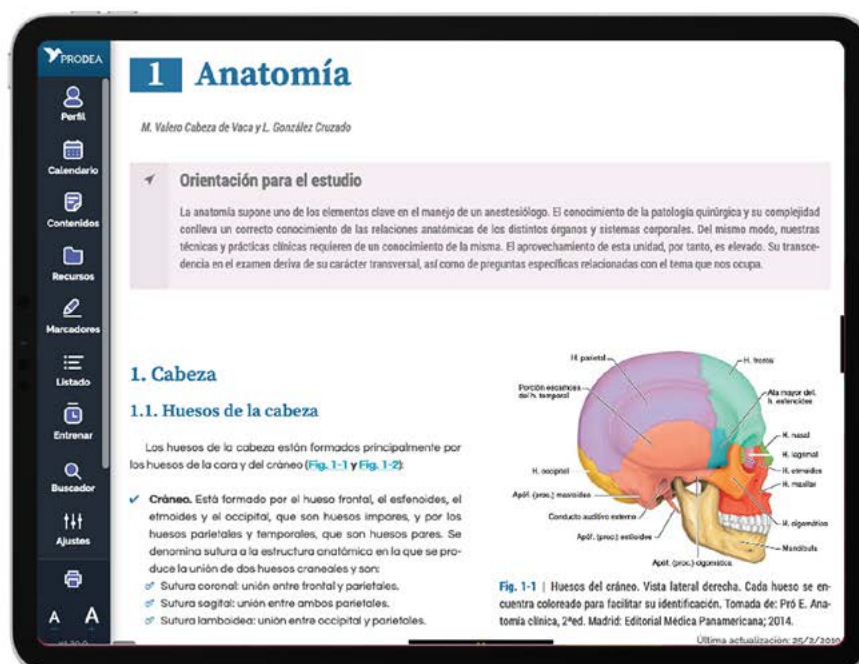 PRODEA
Perfil
Calendario
Contenidos
Recursos
Marcadores
Listado
Entrenar
Buscador
Ajustes
A A
1 Anatomía
M. Valero Cabeza de Vaca y L. González Cruzado
Orientación para el estudio
La anatomía supone uno de los elementos clave en el manejo de un anestesiólogo. El conocimiento de la patología quirúrgica y su complejidad
conlleva un correcto conocimiento de las relaciones anatómicas de los distintos órganos y sistemas corporales. Del mismo modo, nuestras
técnicas y prácticas clínicas requieren de un conocimiento de la misma. El aprovechamiento de esta unidad, por tanto, es elevado. Su transce-
dencia en el examen deriva de su carácter transversal, así como de preguntas específicas relacionadas con el tema que nos ocupa.
1. Cabeza
1.1. Huesos de la cabeza
Los huesos de la cabeza están formados principalmente por
los huesos de la cara y del cráneo (Fig. 1-1 y Fig. 1-2):
Cráneo. Está formado por el hueso frontal, el esfenoides, el
etmoides y el occipital, que son huesos impares, y por los
huesos parietales y temporales, que son huesos pares. Se
denomina sutura a la estructura anatómica en la que se pro-
duce la unión de dos huesos craneales y son:
Sutura coronal: unión entre frontal y parietales.
Sutura sagital: unión entre ambos parietales.
Sutura lamboidea: unión entre occipital y parietales.
H. parietal
H. frontal
Porción escamosa
del h. temporal
Ala mayor del
h. esfenoides
H. nasal
H. lagrimal
H. etmoides
H. maxilar
H. occipital
Apóf. (proc.) mastoides
Conducto auditivo externo
Apóf. (proc.) estiloides
Apóf. (proc.) cigomática
H. cigomático
Mandíbula
Fig. 1-1 | Huesos del cráneo. Vista lateral derecha. Cada hueso se en-
cuentra coloreado para facilitar su identificación. Tomada de: Pró E. Ana-
tomía clínica, 2ªed. Madrid: Editorial Médica Panamericana; 2014.
Última actualización: 25/2/2019